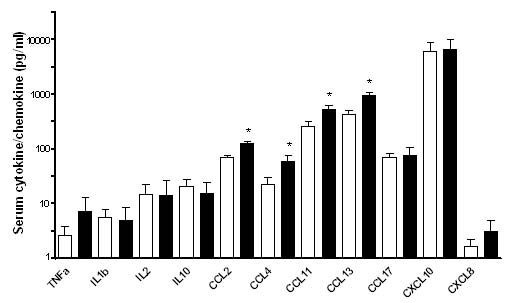 Serum cytokine/chemokine (pg/ml)
10000
1000
100
10
1
*
*
*
*
TNFa
IL1b
IL2
IL10
CCL2
CCL4
CCL11
CCL13
CCL17
CXCL10
CXCL8